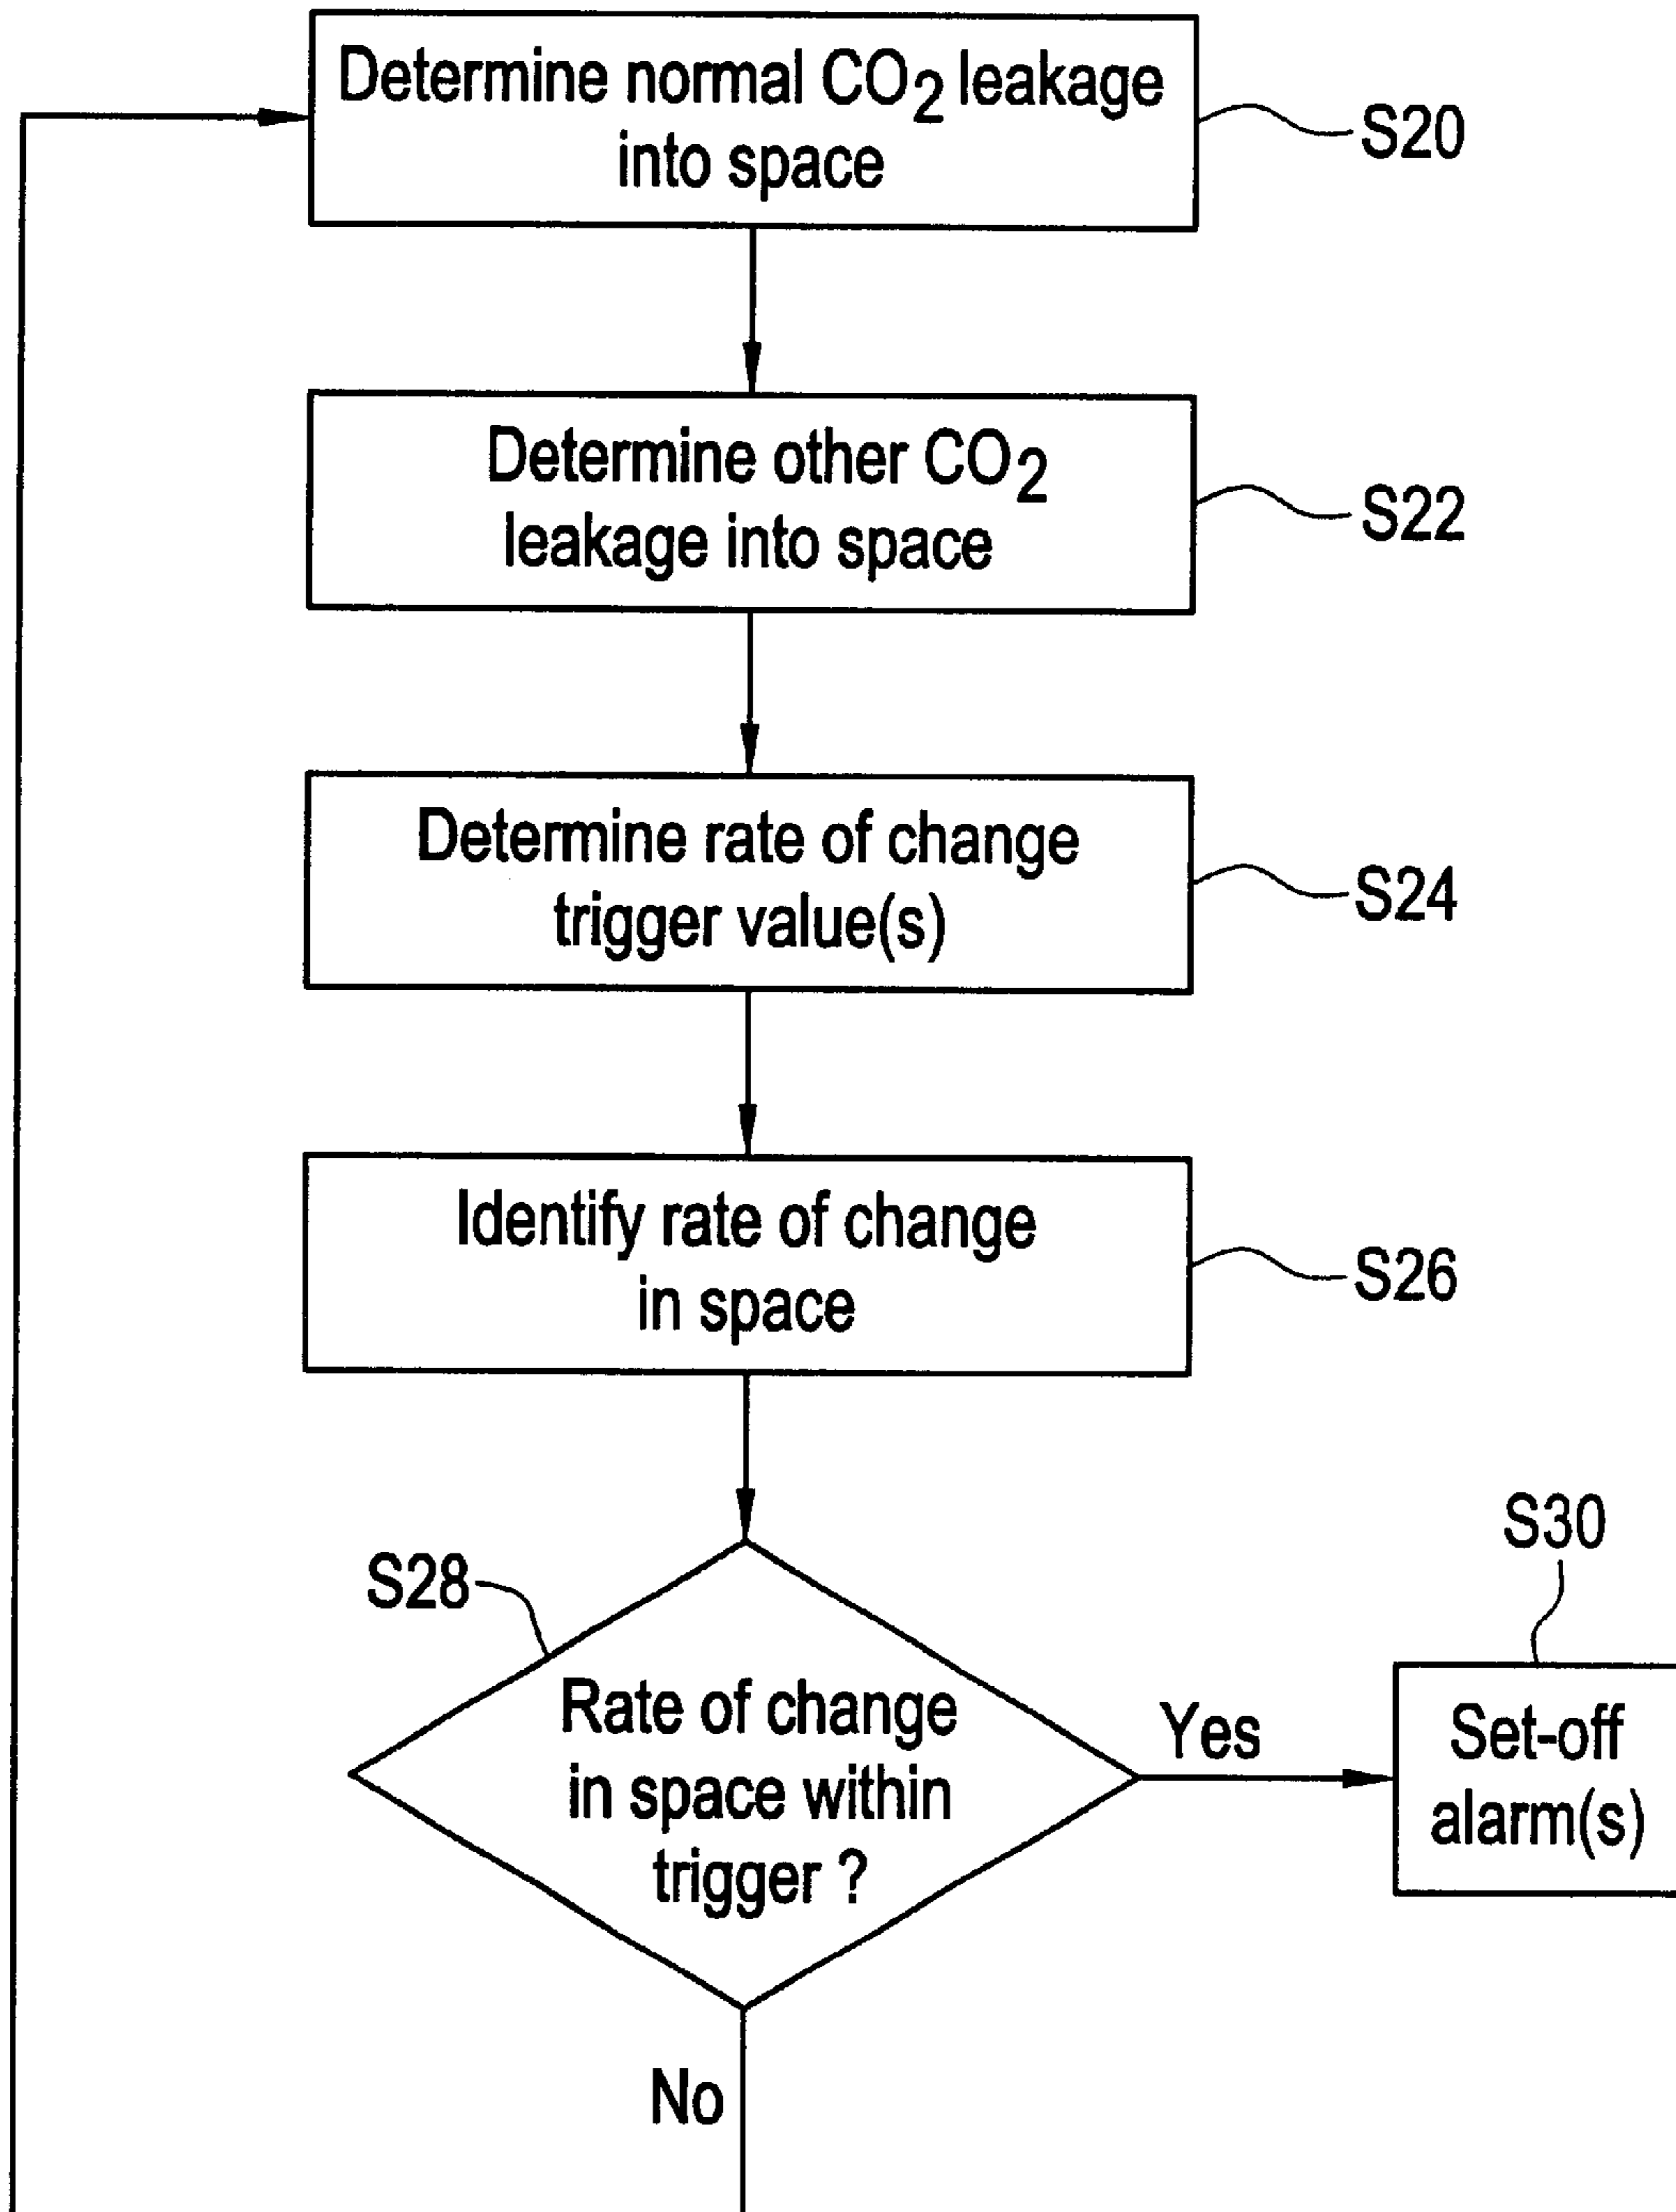 Determine normal CO2 leakage
into space
S20
Determine other CO2
leakage into space
S22
Determine rate of change
trigger value(s)
S24
Identify rate of change
in space
S26
S28
Rate of change
in space within
trigger ?
Yes
S30
Set-off
alarm(s)
No